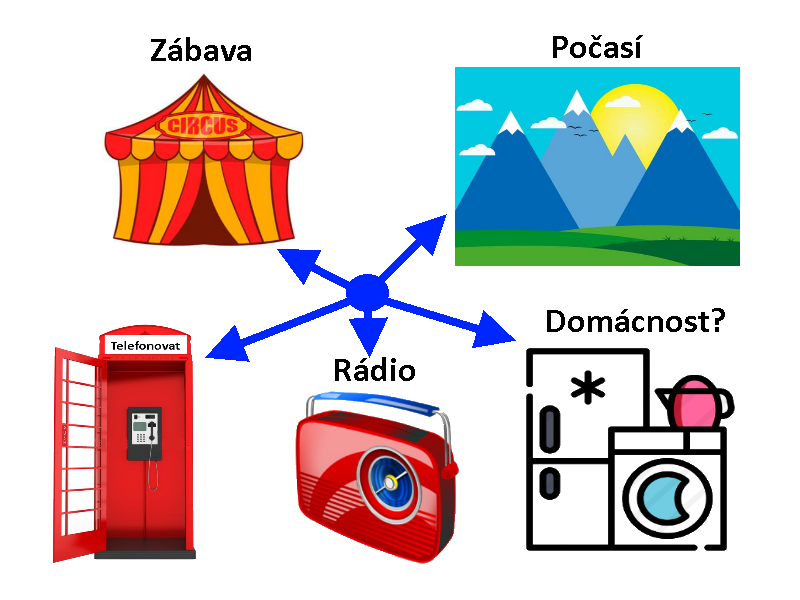 Zábava
Počasí
CIRCUS
Domácnost?
Telefonovat
Rádio